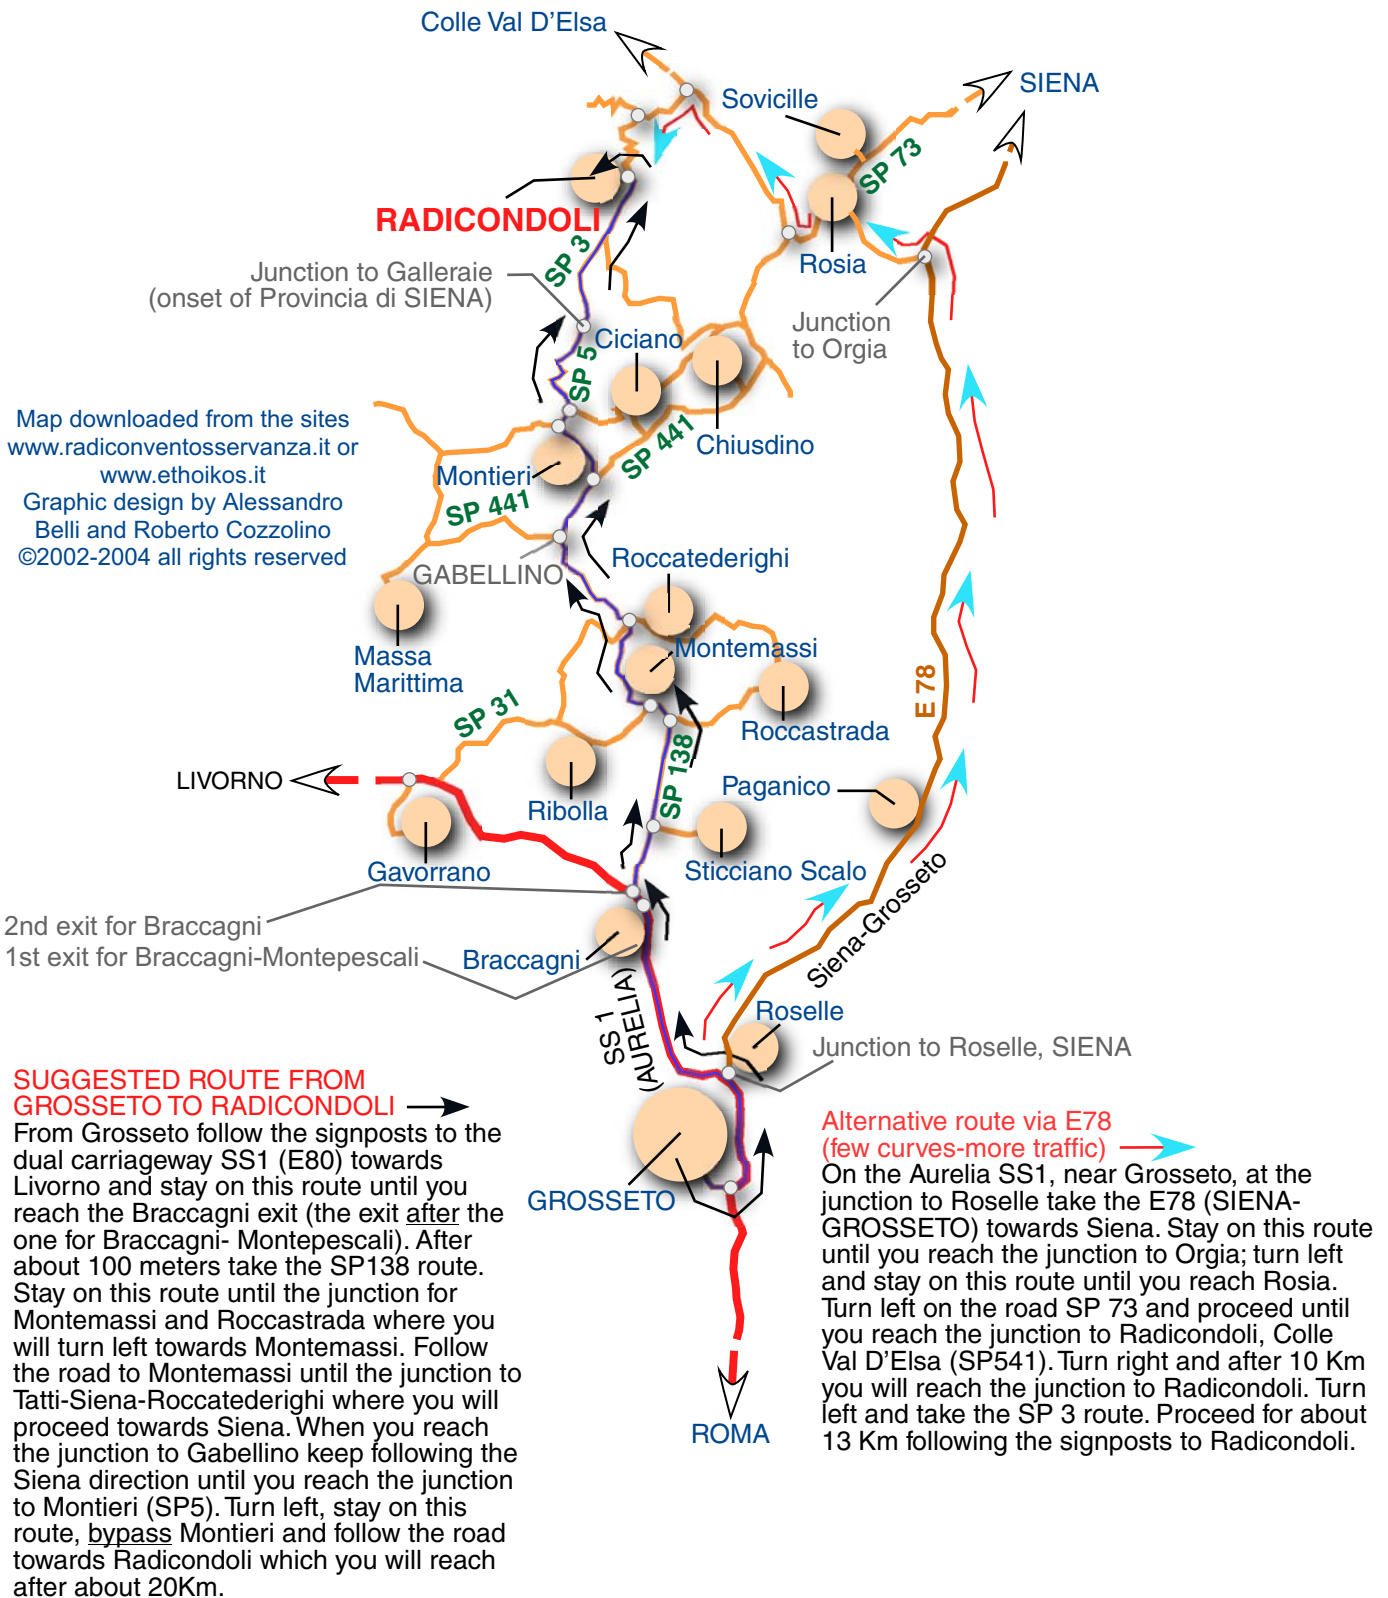 Colle Val D'Elsa
SIENA
Sovicille
SP 73
RADICONDOLI
Rosia
SP 3
Junction to Galleraie
(onset of Provincia di SIENA)
Junction
to Orgia
Ciciano
SP 5
Map downloaded from the sites
www.radiconventosservanza.it or
www.ethoikos.it
Graphic design by Alessandro
Belli and Roberto Cozzolino
©2002-2004 all rights reserved
SP 441
Chiusdino
Montieri
SP 441
GABELLINO
Roccatederighi
Massa
Marittima
Montemassi
E 78
SP 31
Roccastrada
SP 138
LIVORNO
Paganico
Ribolla
Gavorrano
Sticciano Scalo
2nd exit for Braccagni
1st exit for Braccagni-Montepescali
Braccagni
Siena-Grosseto
SS 1
(AURELIA)
Roselle
Junction to Roselle, SIENA
GROSSETO
ROMA
SUGGESTED ROUTE FROM
GROSSETO TO RADICONDOLI
From Grosseto follow the signposts to the
dual carriageway SS1 (E80) towards
Livorno and stay on this route until you
reach the Braccagni exit (the exit after the
one for Braccagni- Montepescali). After
about 100 meters take the SP138 route.
Stay on this route until the junction for
Montemassi and Roccastrada where you
will turn left towards Montemassi. Follow
the road to Montemassi until the junction to
Tatti-Siena-Roccatederighi where you will
proceed towards Siena. When you reach
the junction to Gabellino keep following the
Siena direction until you reach the junction
to Montieri (SP5). Turn left, stay on this
route, bypass Montieri and follow the road
towards Radicondoli which you will reach
after about 20Km.
Alternative route via E78
(few curves-more traffic)
On the Aurelia SS1, near Grosseto, at the
junction to Roselle take the E78 (SIENA-
GROSSETO) towards Siena. Stay on this route
until you reach the junction to Orgia; turn left
and stay on this route until you reach Rosia.
Turn left on the road SP 73 and proceed until
you reach the junction to Radicondoli, Colle
Val D'Elsa (SP541). Turn right and after 10 Km
you will reach the junction to Radicondoli. Turn
left and take the SP 3 route. Proceed for about
13 Km following the signposts to Radicondoli.